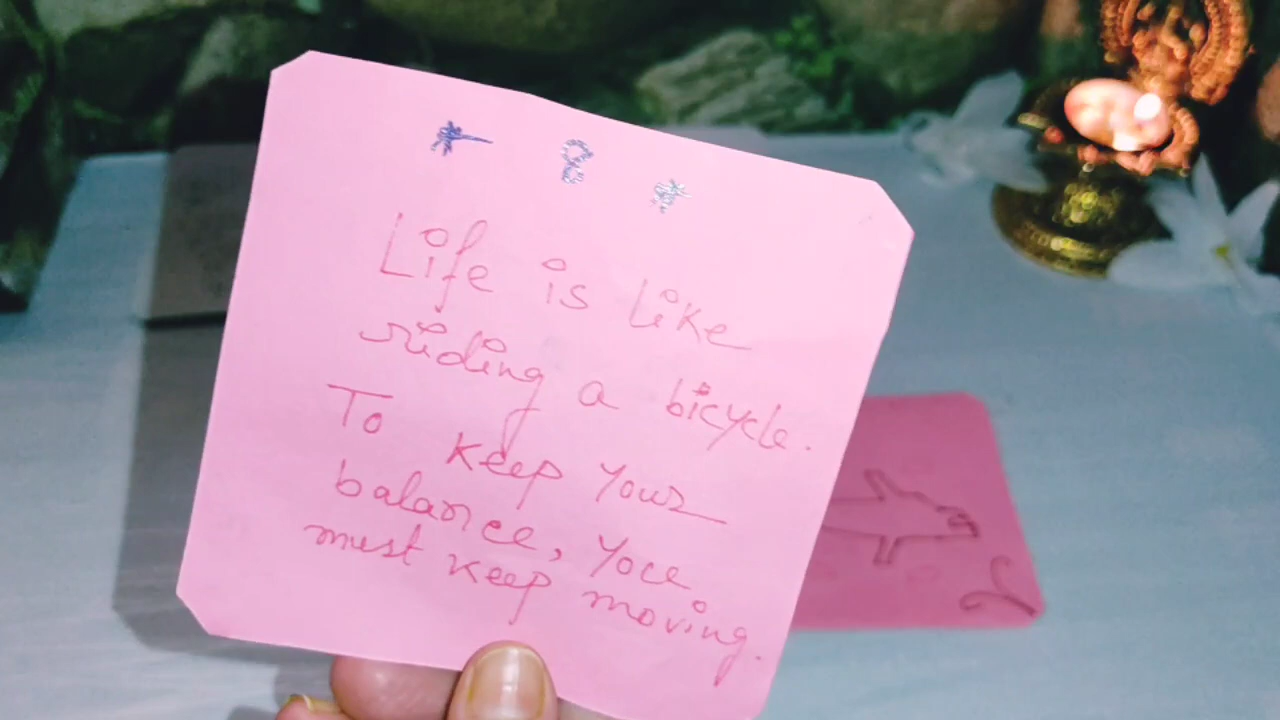 Life is like
riding a bicycle.
To keep your
balance, you
must keep moving.